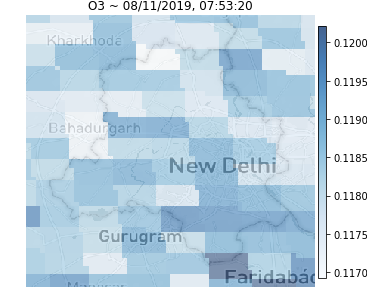 O3 ~ 08/11/2019, 07:53:20
Kharkhoda
0.1200
0.1195
0.1190
Bahadurgarh
0.1185
New Delhi
0.1180
Gurugram
0.1175
Faridabad
0.1170